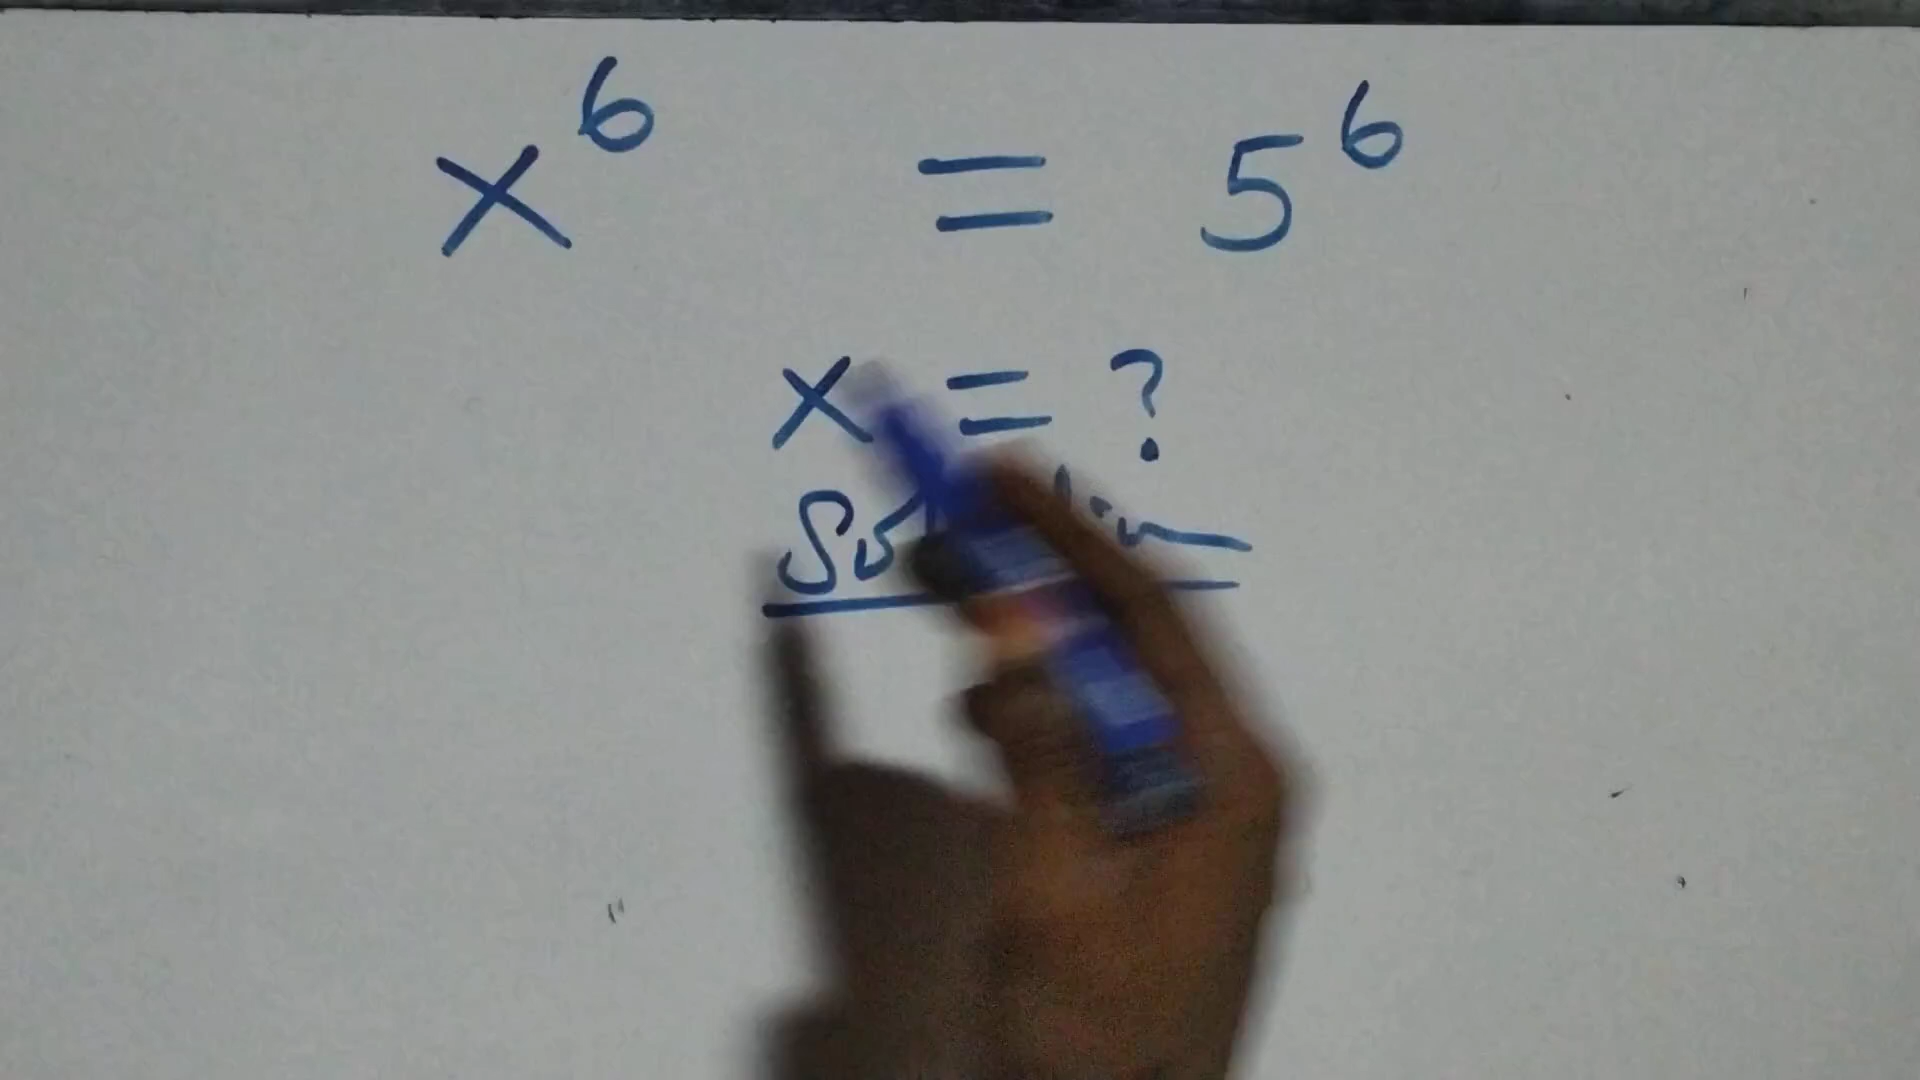 x⁶ = 5⁶
x = ?